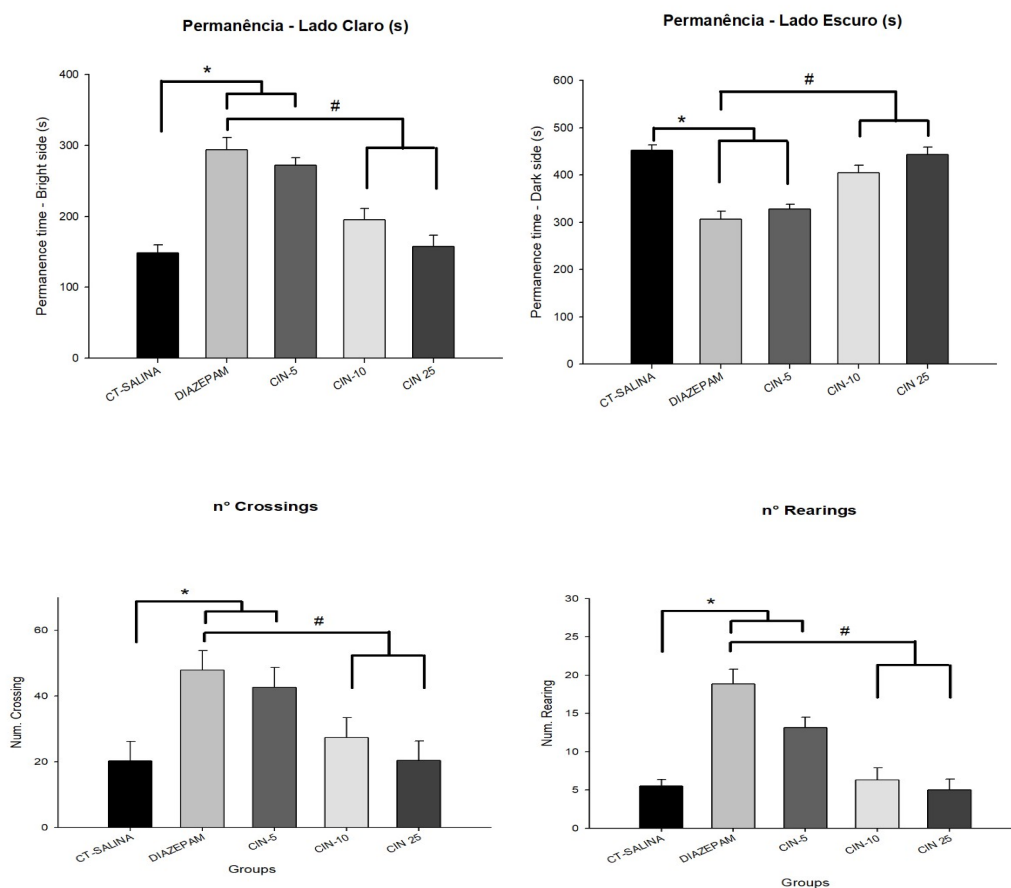 Permanência - Lado Claro (s)
Permanence time - Bright side (s)
400
300
200
100
0
*
#
CT-SALINA
DIAZEPAM
CIN-5
CIN-10
CIN 25
Permanência - Lado Escuro (s)
Permanence time - Dark side (s)
600
500
400
300
200
100
0
#
*
CT-SALINA
DIAZEPAM
CIN-5
CIN-10
CIN 25
n° Crossings
Num. Crossing
60
40
20
0
*
#
CT-SALINA
DIAZEPAM
CIN-5
CIN-10
CIN 25
Groups
n° Rearings
Num. Rearing
30
25
20
15
10
5
0
*
#
CT-SALINA
DIAZEPAM
CIN-5
CIN-10
CIN 25
Groups